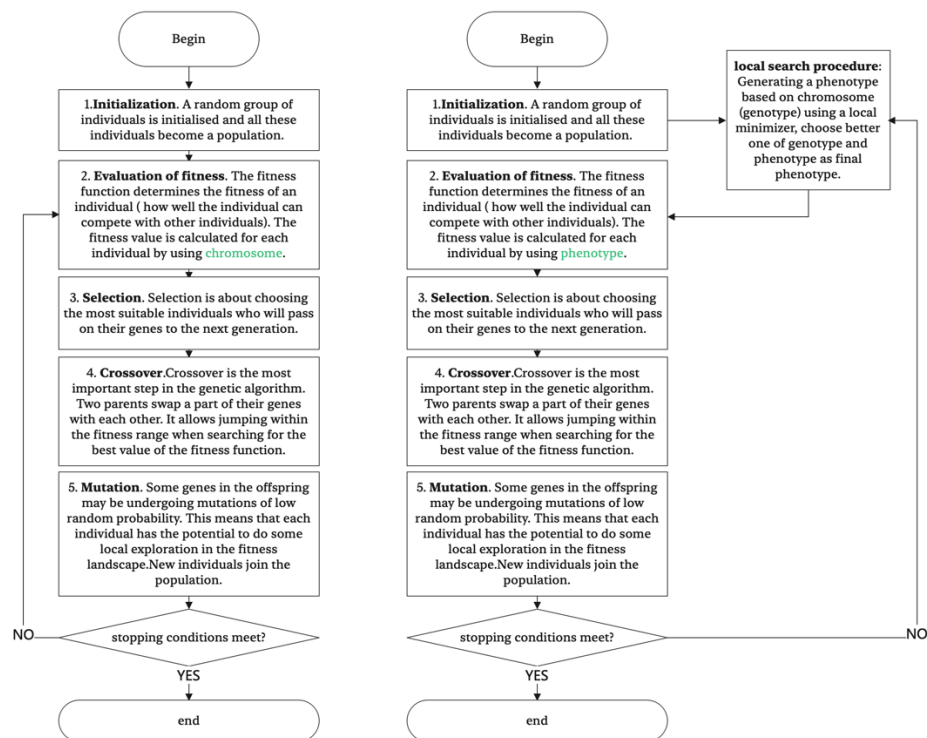 Begin
1.Initialization. A random group of
individuals is initialised and all these
individuals become a population.
2. Evaluation of fitness. The fitness
function determines the fitness of an
individual ( how well the individual can
compete with other individuals). The
fitness value is calculated for each
individual by using chromosome.
3. Selection. Selection is about choosing
the most suitable individuals who will pass
on their genes to the next generation.
4. Crossover.Crossover is the most
important step in the genetic algorithm.
Two parents swap a part of their genes
with each other. It allows jumping within
the fitness range when searching for the
best value of the fitness function.
5. Mutation. Some genes in the offspring
may be undergoing mutations of low
random probability. This means that each
individual has the potential to do some
local exploration in the fitness
landscape.New individuals join the
population.
NO
stopping conditions meet?
YES
end
Begin
1.Initialization. A random group of
individuals is initialised and all these
individuals become a population.
local search procedure:
Generating a phenotype
based on chromosome
(genotype) using a local
minimizer, choose better
one of genotype and
phenotype as final
phenotype.
2. Evaluation of fitness. The fitness
function determines the fitness of an
individual ( how well the individual can
compete with other individuals). The
fitness value is calculated for each
individual by using phenotype.
3. Selection. Selection is about choosing
the most suitable individuals who will pass
on their genes to the next generation.
4. Crossover.Crossover is the most
important step in the genetic algorithm.
Two parents swap a part of their genes
with each other. It allows jumping within
the fitness range when searching for the
best value of the fitness function.
5. Mutation. Some genes in the offspring
may be undergoing mutations of low
random probability. This means that each
individual has the potential to do some
local exploration in the fitness
landscape.New individuals join the
population.
stopping conditions meet?
NO
YES
end